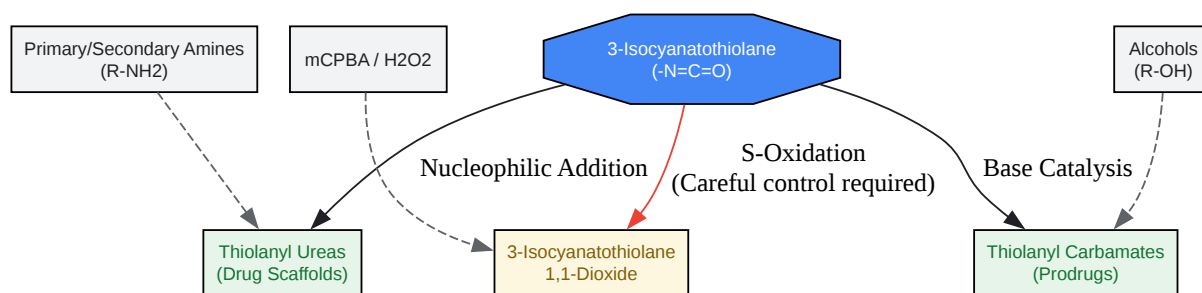 Primary/Secondary Amines
(R-NH2)
mCPBA / H2O2
3-Isocyanatothiolane
(-N=C=O)
Alcohols
(R-OH)
Nucleophilic Addition
S-Oxidation
(Careful control required)
Base Catalysis
Thiolanyl Ureas
(Drug Scaffolds)
3-Isocyanatothiolane
1,1-Dioxide
Thiolanyl Carbamates
(Prodrugs)